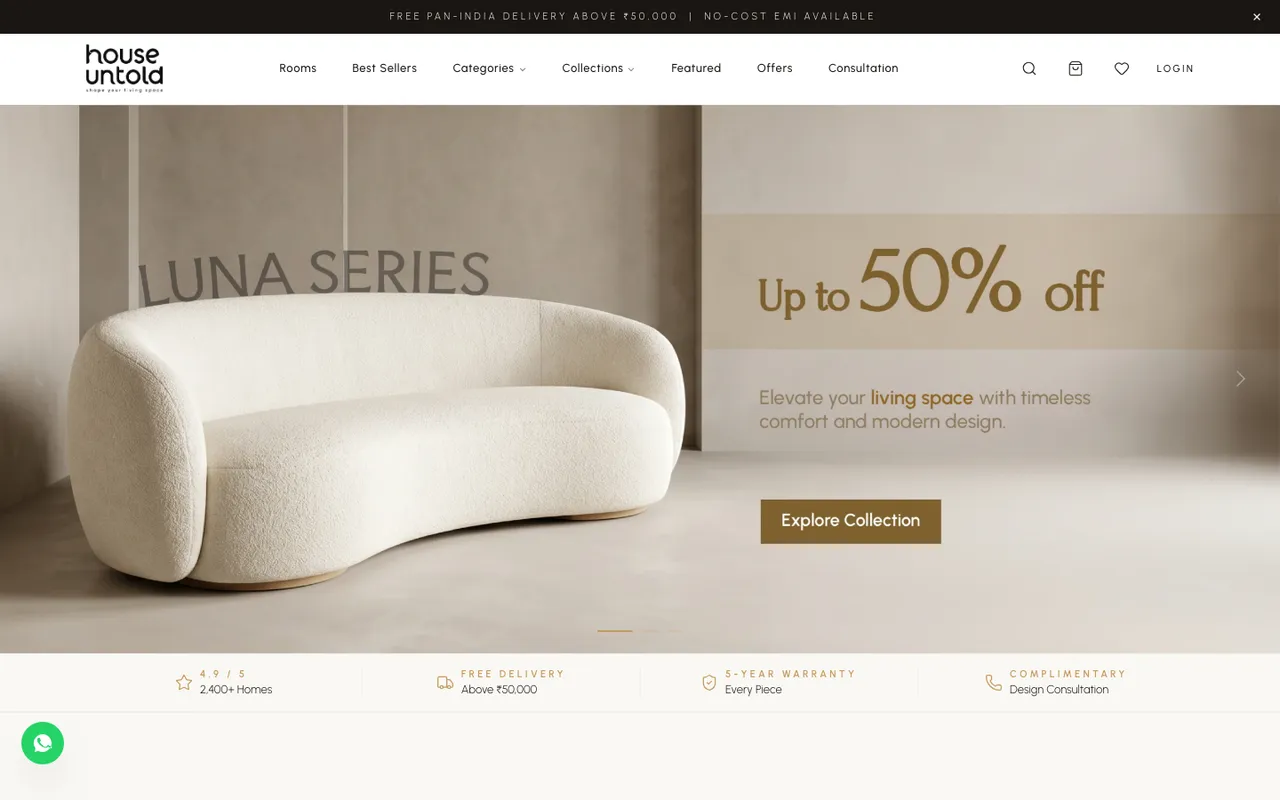 FREE PAN-INDIA DELIVERY ABOVE ₹50.000 | NO-COST EMI AVAILABLE
house
untold
shape your living space
Rooms
Best Sellers
Categories
Collections
Featured
Offers
Consultation
LOGIN
LUNA SERIES
Up to 50% off
Elevate your living space with timeless
comfort and modern design.
Explore Collection
4.9 / 5
2,400+ Homes
FREE DELIVERY
Above ₹50,000
5-YEAR WARRANTY
Every Piece
COMPLIMENTARY
Design Consultation